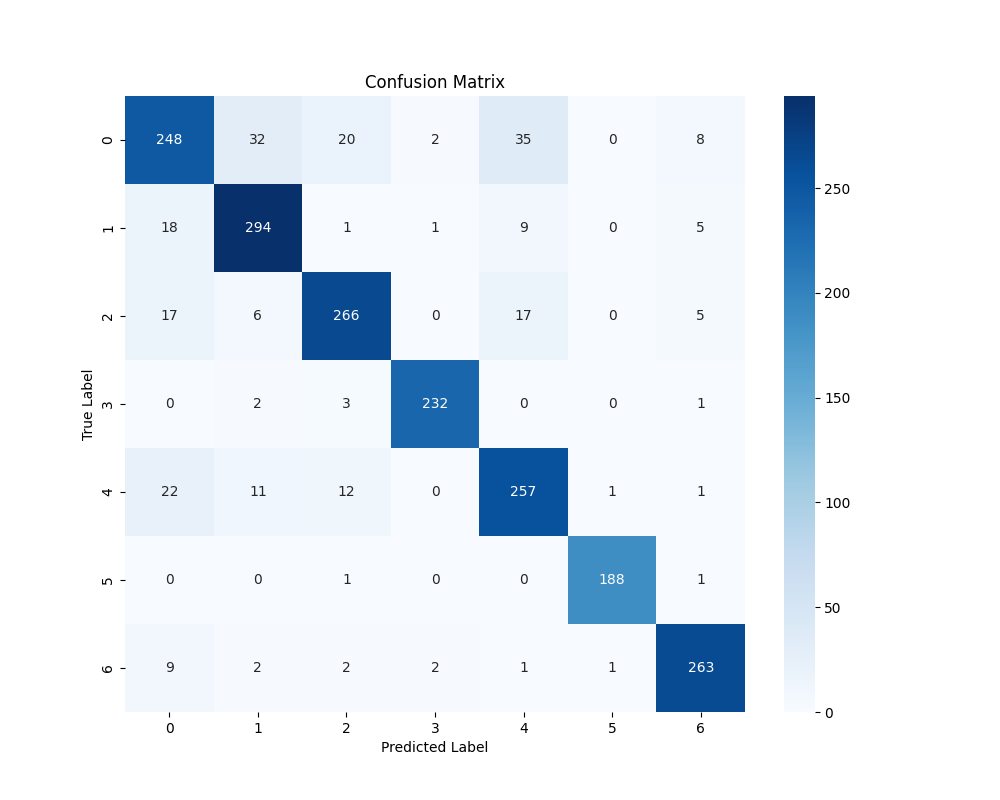 Confusion Matrix
0 248 32 20 2 35 0 8
1 18 294 1 1 9 0 5
2 17 6 266 0 17 0 5
3 0 2 3 232 0 0 1
4 22 11 12 0 257 1 1
5 0 0 1 0 0 188 1
6 9 2 2 2 1 1 263
0 1 2 3 4 5 6
True Label
Predicted Label
250
200
150
100
50
0